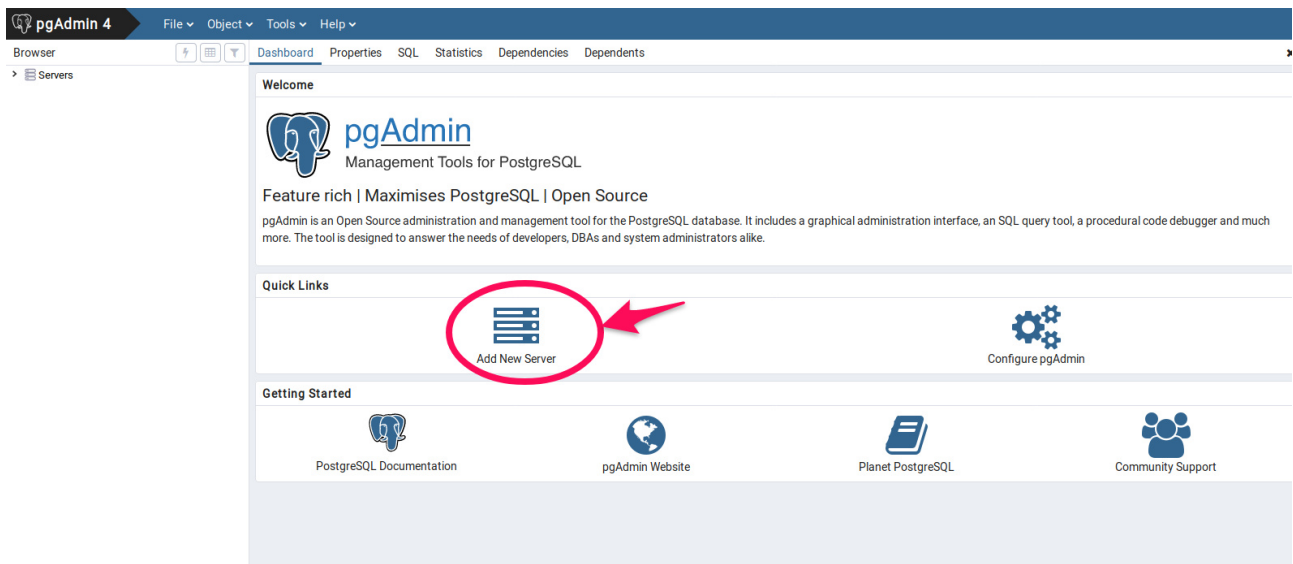 pgAdmin 4 File Object Tools Help
Browser Dashboard Properties SQL Statistics Dependencies Dependents
Servers
Welcome
pgAdmin
Management Tools for PostgreSQL
Feature rich | Maximises PostgreSQL | Open Source
pgAdmin is an Open Source administration and management tool for the PostgreSQL database. It includes a graphical administration interface, an SQL query tool, a procedural code debugger and much
more. The tool is designed to answer the needs of developers, DBAs and system administrators alike.
Quick Links
Add New Server Configure pgAdmin
Getting Started
PostgreSQL Documentation pgAdmin Website Planet PostgreSQL Community Support